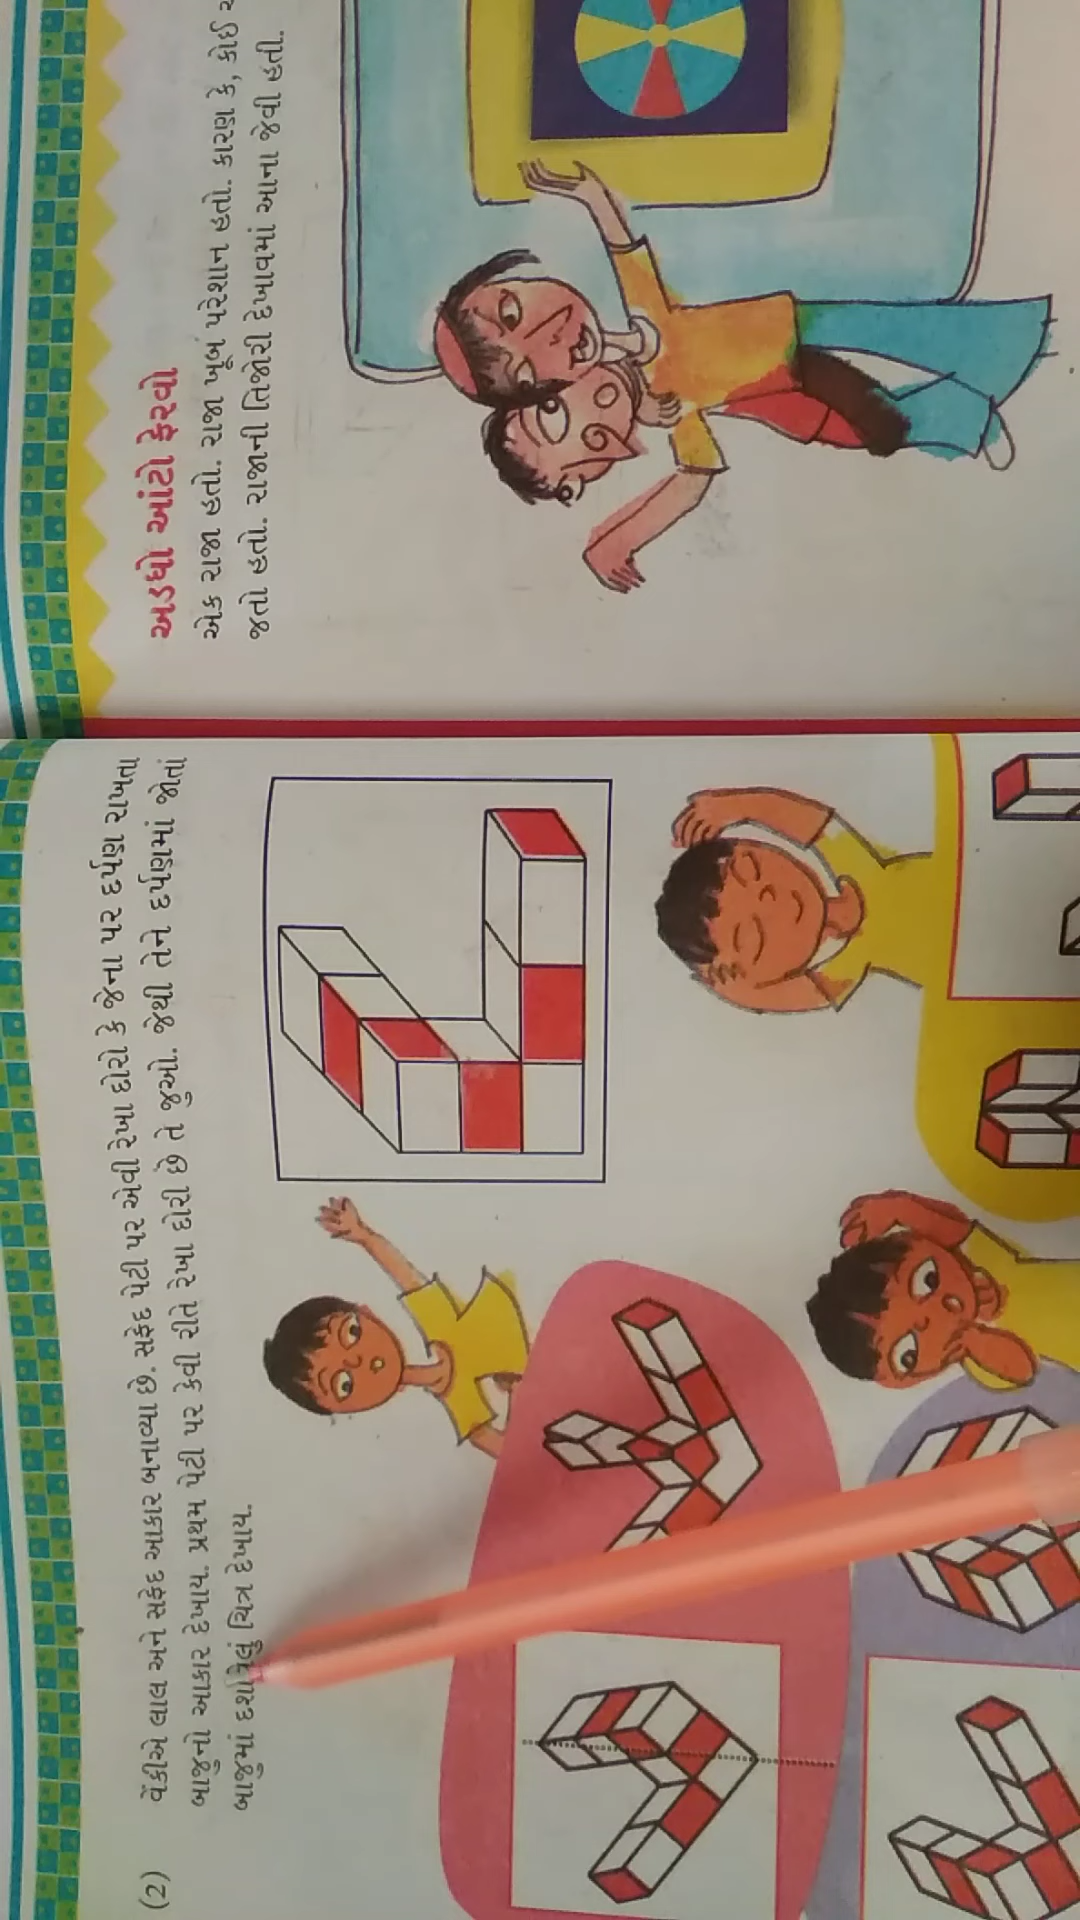 (2) વેંકીએ લાલ અને સફેદ આકાર બનાવ્યા છે. સફેદ પેટી પર એવી રેખા દોરો કે જેના પર દર્પણ રાખતા
બાજુનો આકાર દેખાય. પ્રથમ પેટી પર કેવી રીતે રેખા દોરી છે તે જુઓ. જેથી તેને દર્પણમાં જોતાં
બાજુમાં દર્શાવેલું ચિત્ર દેખાય.
અડધો આંટો ફેરવો
એક રાજા હતો. રાજા ખૂબ પરેશાન હતો. કારણ કે, કોઈ
જતો હતો. રાજાની તિજોરી દેખાવમાં આના જેવી હતી.